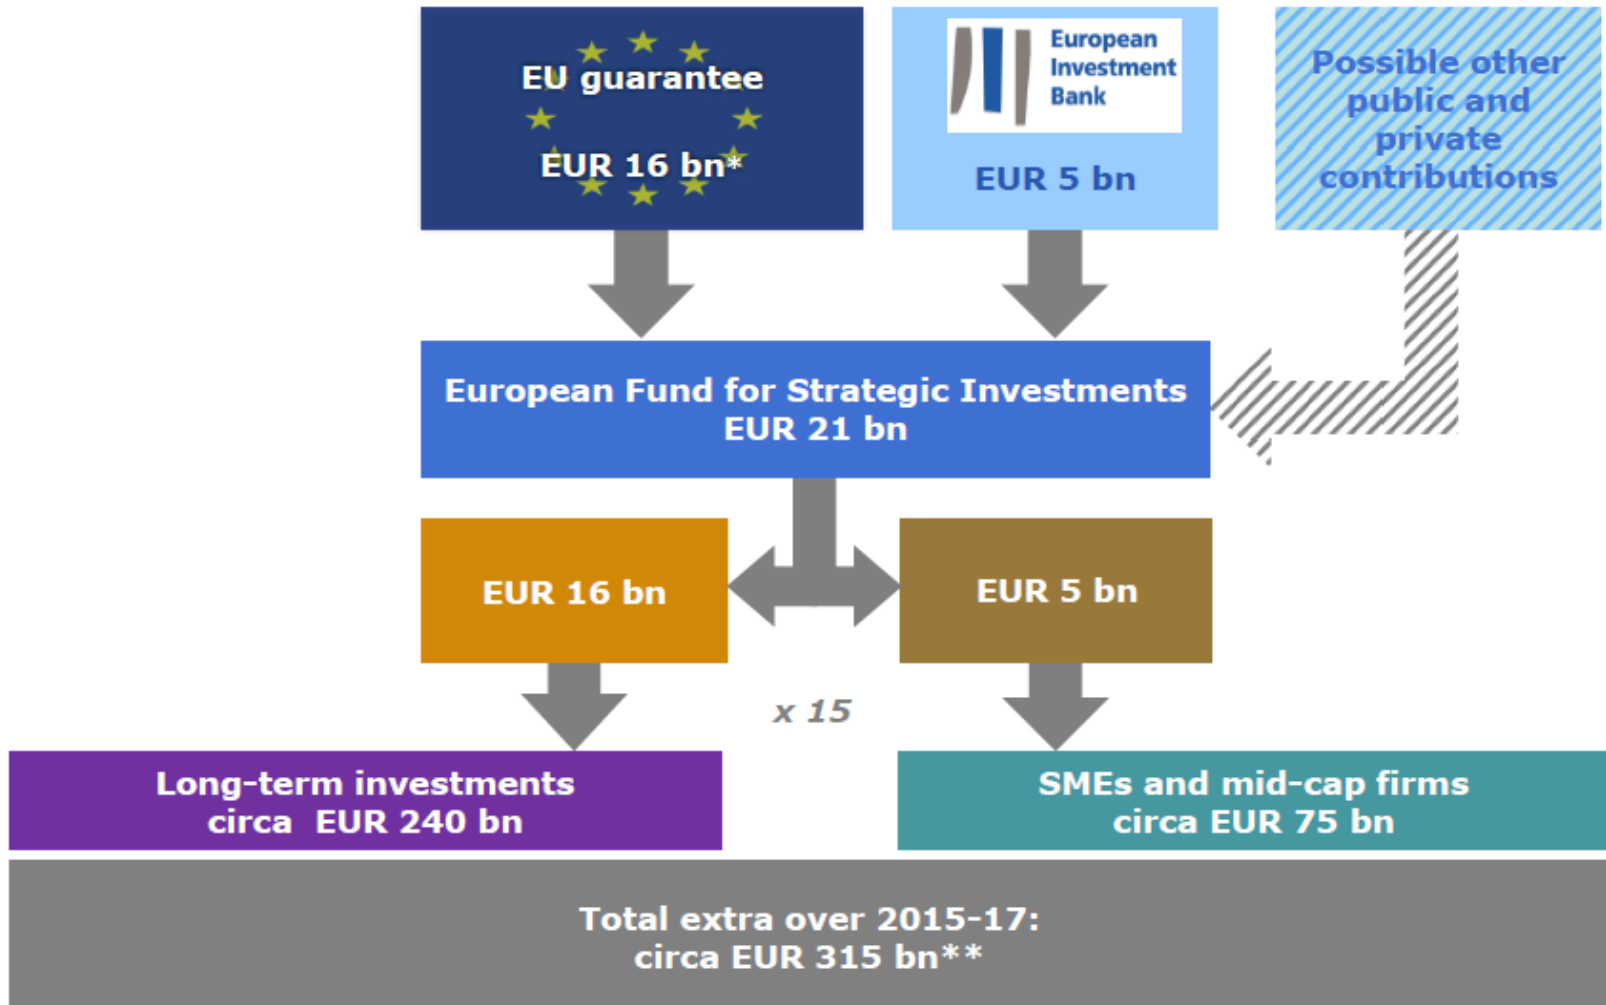 EU guarantee
EUR 16 bn*
European
Investment
Bank
EUR 5 bn
Possible other
public and
private
contributions
European Fund for Strategic Investments
EUR 21 bn
EUR 16 bn
EUR 5 bn
x 15
Long-term investments
circa EUR 240 bn
SMEs and mid-cap firms
circa EUR 75 bn
Total extra over 2015-17:
circa EUR 315 bn**